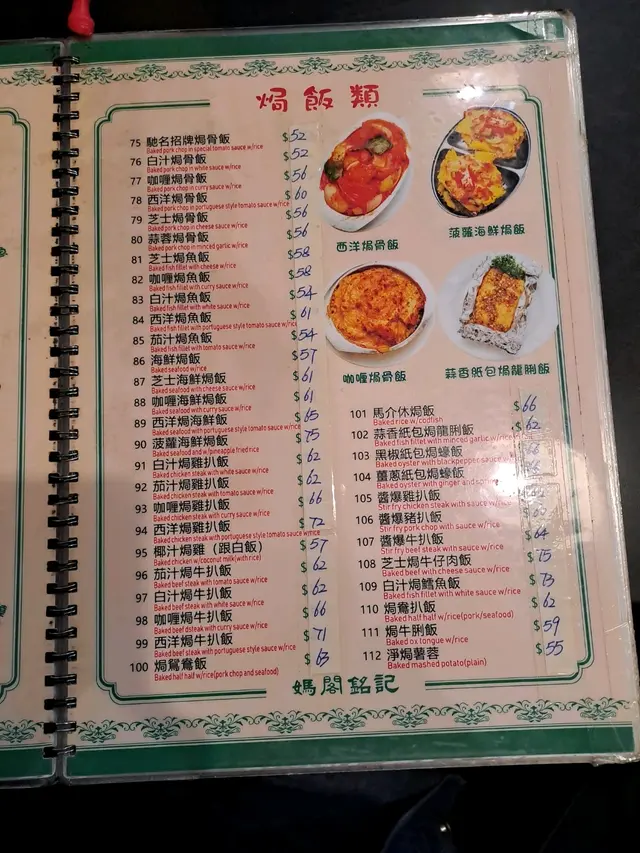 焗飯類
75 馳名招牌焗骨飯 $52
Baked pork chop in special tomato sauce w/rice
76 白汁焗骨飯 $52
Baked pork chop in white sauce w/rice
77 咖喱焗骨飯 $56
Baked pork chop in curry sauce w/rice
78 西洋焗骨飯 $60
Baked pork chop in portuguese style tomato sauce w/rice
79 芝士焗骨飯 $56
Baked pork chop in cheese sauce w/rice
80 蒜蓉焗骨飯 $56
Baked pork chop in minced garlic w/rice
81 芝士焗魚飯 $58
Baked fish fillet with cheese w/rice
82 咖喱焗魚飯 $58
Baked fish fillet with curry sauce w/rice
83 白汁焗魚飯 $54
Baked fish fillet with white sauce w/rice
84 西洋焗魚飯 $61
Baked fish fillet with portuguese style tomato sauce w/rice
85 茄汁焗魚飯 $54
Baked fish fillet with tomato sauce w/rice
86 海鮮焗飯 $57
Baked seafood w/rice
87 芝士海鮮焗飯 $61
Baked seafood with cheese sauce w/rice
88 咖喱海鮮焗飯 $61
Baked seafood with curry sauce w/rice
89 西洋海鮮焗飯 $65
Baked seafood with portuguese style tomato sauce w/rice
90 菠蘿海鮮焗飯 $75
Baked seafood and w/pineapple fried rice
91 白汁焗雞扒飯 $62
Baked chicken steak with white sauce w/rice
92 茄汁焗雞扒飯 $62
Baked chicken steak with tomato sauce w/rice
93 咖喱焗雞扒飯 $66
Baked chicken steak with curry sauce w/rice
94 西洋焗雞扒飯 $72
Baked chicken steak with portuguese style tomato sauce w/rice
95 椰汁焗雞（跟白飯） $57
Baked chicken w/coconut milk(with rice)
96 茄汁焗牛扒飯 $62
Baked beef steak with tomato sauce w/rice
97 白汁焗牛扒飯 $62
Baked beef steak with white sauce w/rice
98 咖喱焗牛扒飯 $66
Baked beef dsteak with curry sauce w/rice
99 西洋焗牛扒飯 $71
Baked beef steak with portuguese style tomato sauce w/rice
100 焗鴛鴦飯 $63
Baked half half w/rice(pork chop and seafood)
西洋焗骨飯
菠蘿海鮮焗飯
咖喱焗骨飯
蒜香紙包焗龍脷飯
101 馬介休焗飯 $66
Baked rice w/codfish
102 蒜香紙包焗龍脷飯 $62
Baked fish fillet with minced garlic w/rice
103 黑椒紙包焗蠔飯
Baked oyster with blackpepper sauce
104 薑蔥紙包焗蠔飯
Baked oyster with ginger and
105 醬爆雞扒飯
Stir fry chicken steak with sauce w/rice
106 醬爆豬扒飯
Stir fry pork chop with sauce w/rice
107 醬爆牛扒飯 $64
Stir fry beef steak with sauce w/rice
108 芝士焗牛仔肉飯 $75
Baked beef with cheese sauce w/rice
109 白汁焗鱈魚飯 $73
Baked fish fillet with white sauce w/rice
110 焗鴦扒飯 $62
Baked half half w/rice(pork/seafood)
111 焗牛脷飯 $59
Baked ox tongue w/rice
112 淨焗薯蓉 $55
Baked mashed potato(plain)
媽閣銘記